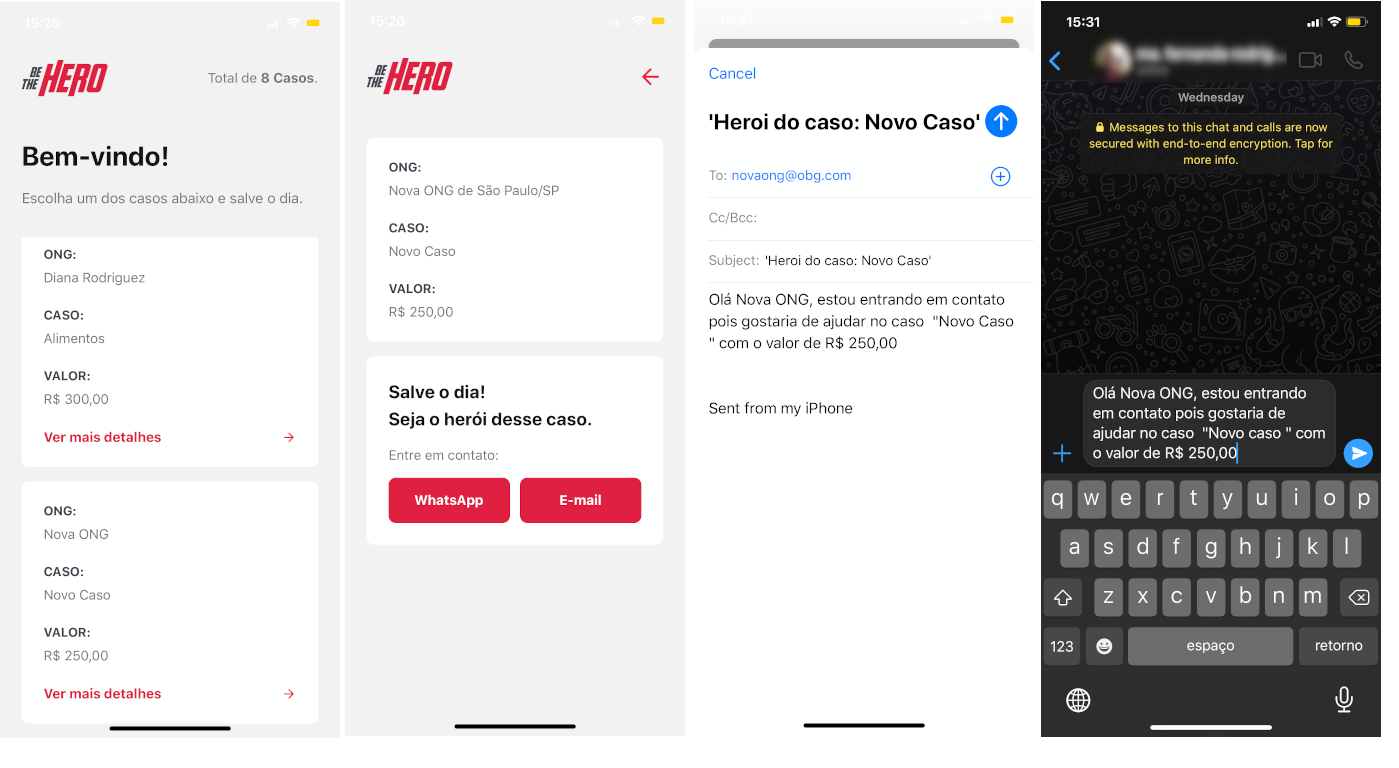 15:26
BE THE HERO
Total de 8 Casos.
Bem-vindo!
Escolha um dos casos abaixo e salve o dia.
ONG:
Diana Rodriguez
CASO:
Alimentos
VALOR:
R$ 300,00
Ver mais detalhes
ONG:
Nova ONG
CASO:
Novo Caso
VALOR:
R$ 250,00
Ver mais detalhes
15:26
BE THE HERO
ONG:
Nova ONG de São Paulo/SP
CASO:
Novo Caso
VALOR:
R$ 250,00
Salve o dia!
Seja o herói desse caso.
Entre em contato:
WhatsApp
E-mail
15:27
Cancel
'Heroi do caso: Novo Caso'
To: novaong@obg.com
Cc/Bcc:
Subject: 'Heroi do caso: Novo Caso'
Olá Nova ONG, estou entrando em contato
pois gostaria de ajudar no caso  "Novo Caso
" com o valor de R$ 250,00
Sent from my iPhone
15:31
Wednesday
Messages to this chat and calls are now
secured with end-to-end encryption. Tap for
more info.
Olá Nova ONG, estou entrando
em contato pois gostaria de
ajudar no caso  "Novo caso " com
o valor de R$ 250,00
q w e r t y u i o p
a s d f g h j k l
z x c v b n m
123 espaço retorno